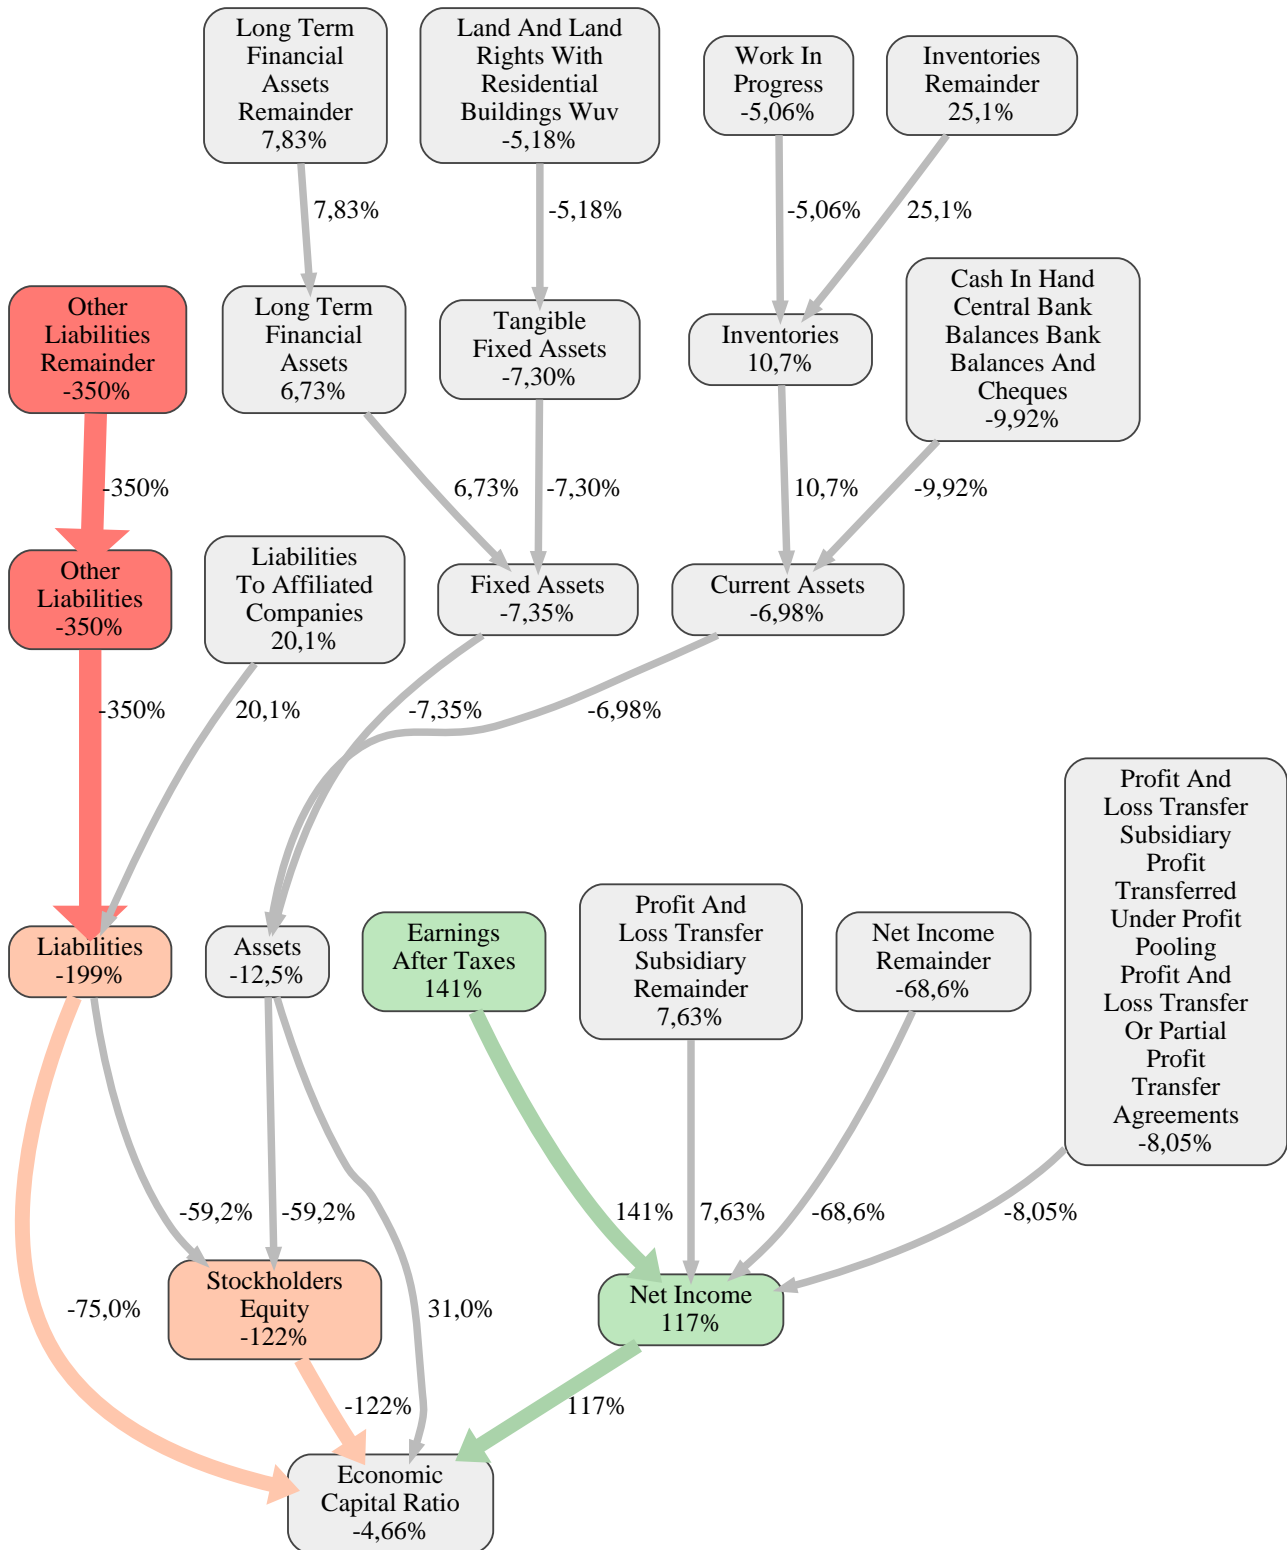 Long Term
Financial
Assets
Remainder
7,83%
Land And Land
Rights With
Residential
Buildings Wuv
-5,18%
Work In
Progress
-5,06%
Inventories
Remainder
25,1%
7,83%
-5,18%
-5,06%
25,1%
Other
Liabilities
Remainder
-350%
Long Term
Financial
Assets
6,73%
Tangible
Fixed Assets
-7,30%
Inventories
10,7%
Cash In Hand
Central Bank
Balances Bank
Balances And
Cheques
-9,92%
-350%
6,73%
-7,30%
10,7%
-9,92%
Other
Liabilities
-350%
Liabilities
To Affiliated
Companies
20,1%
Fixed Assets
-7,35%
Current Assets
-6,98%
-350%
20,1%
-7,35%
-6,98%
Profit And
Loss Transfer
Subsidiary
Profit
Transferred
Under Profit
Pooling
Profit And
Loss Transfer
Or Partial
Profit
Transfer
Agreements
-8,05%
Liabilities
-199%
Assets
-12,5%
Earnings
After Taxes
141%
Profit And
Loss Transfer
Subsidiary
Remainder
7,63%
Net Income
Remainder
-68,6%
-59,2%
-59,2%
141%
7,63%
-68,6%
-8,05%
Stockholders
Equity
-122%
Net Income
117%
-75,0%
31,0%
-122%
117%
Economic
Capital Ratio
-4,66%